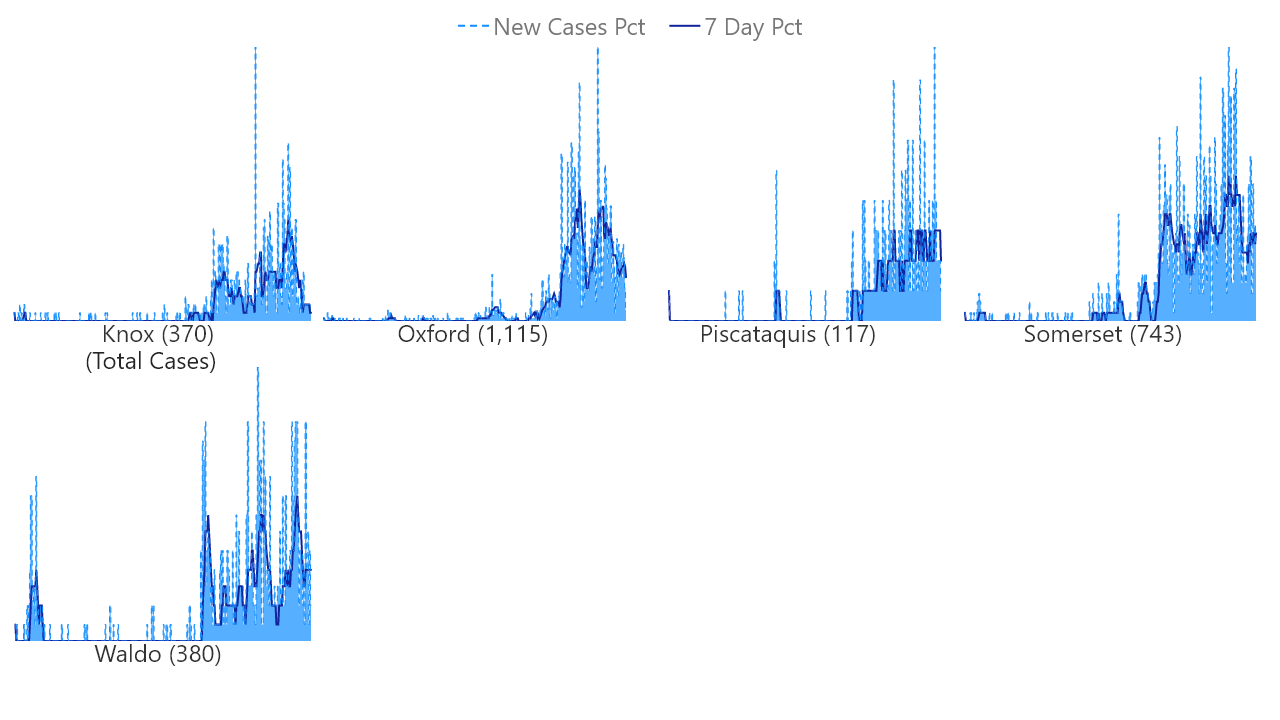 New Cases Pct 7 Day Pct
Knox (370) Oxford (1,115) Piscataquis (117) Somerset (743)
(Total Cases)
Waldo (380)